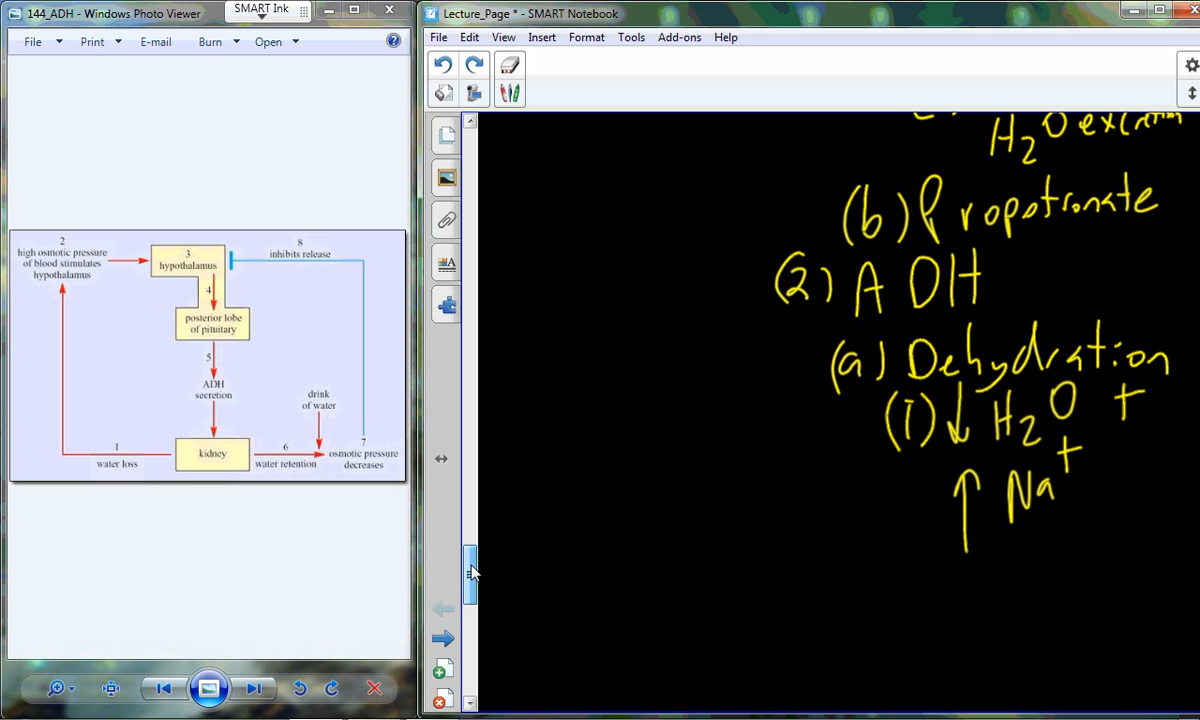 144_ADH - Windows Photo Viewer
SMART Ink
File Print E-mail Burn Open
2
high osmotic pressure
of blood stimulates
hypothalamus
3
hypothalamus
8
inhibits release
4
posterior lobe
of pituitary
5
ADH
secretion
drink
of water
1
water loss
kidney
6
water retention
7
osmotic pressure
decreases
Lecture_Page * - SMART Notebook
File Edit View Insert Format Tools Add-ons Help
H2O excretion
(b) Propotionate
(2) ADH
(a) Dehydration
(i) ↓ H2O +
↑ Na+